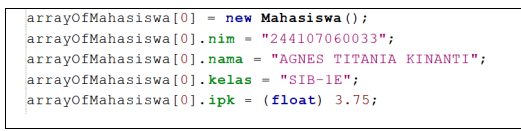 arrayOfMahasiswa[0] = new Mahasiswa();
arrayOfMahasiswa[0].nim = "244107060033";
arrayOfMahasiswa[0].nama = "AGNES TITANIA KINANTI";
arrayOfMahasiswa[0].kelas = "SIB-1E";
arrayOfMahasiswa[0].ipk = (float) 3.75;